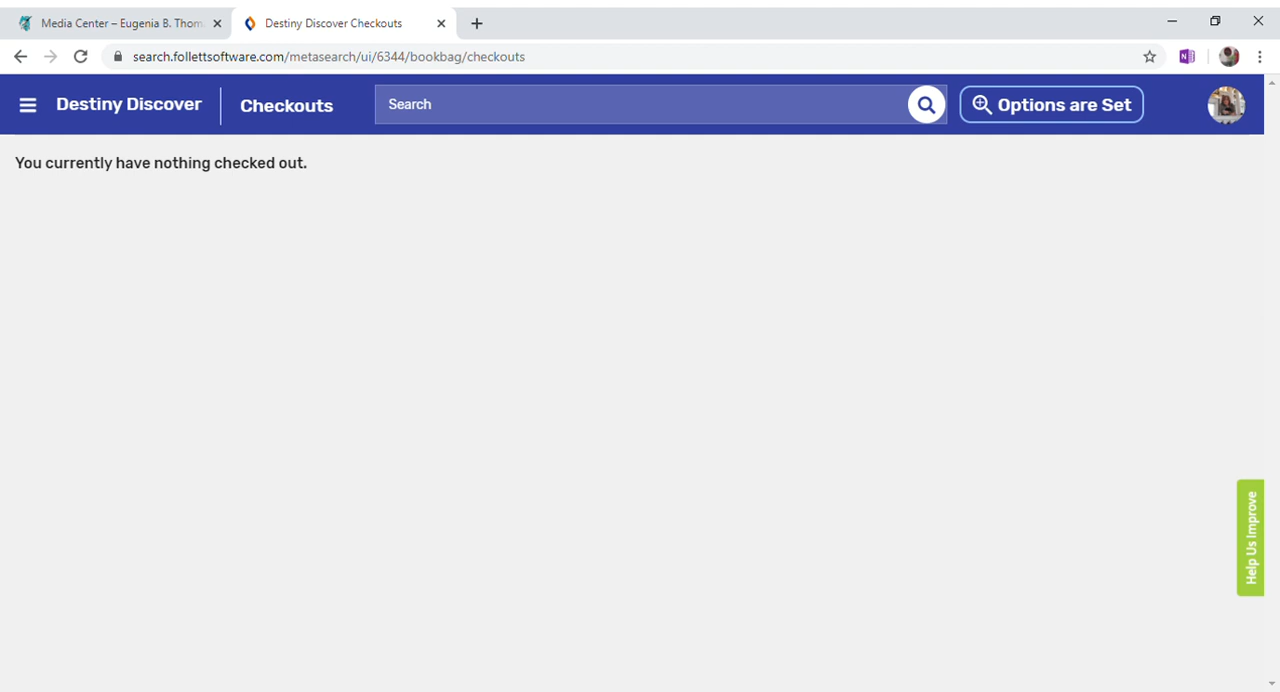 Media Center – Eugenia B. Thom
Destiny Discover Checkouts
search.follettsoftware.com/metasearch/ui/6344/bookbag/checkouts
N
Destiny Discover
Checkouts
Search
Options are Set
You currently have nothing checked out.
Help Us Improve